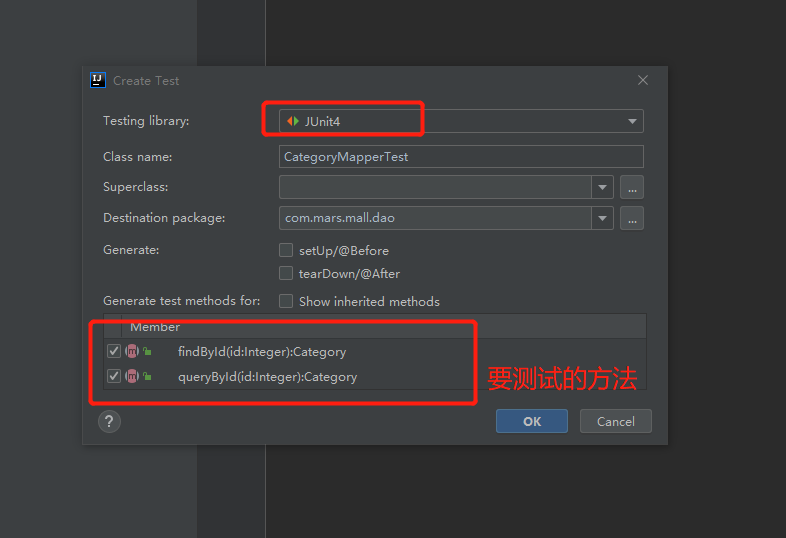 IJ Create Test
Testing library: JUnit4
Class name: CategoryMapperTest
Superclass: ...
Destination package: com.mars.mall.dao ...
Generate: setUp/@Before
tearDown/@After
Generate test methods for: Show inherited methods
Member
m findById(id:Integer):Category
m queryById(id:Integer):Category
要测试的方法
? OK Cancel